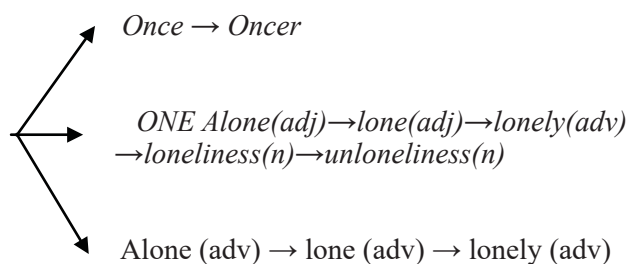 Once → Oncer
ONE Alone(adj)→lone(adj)→lonely(adv)
→loneliness(n)→unloneliness(n)
Alone (adv) → lone (adv) → lonely (adv)